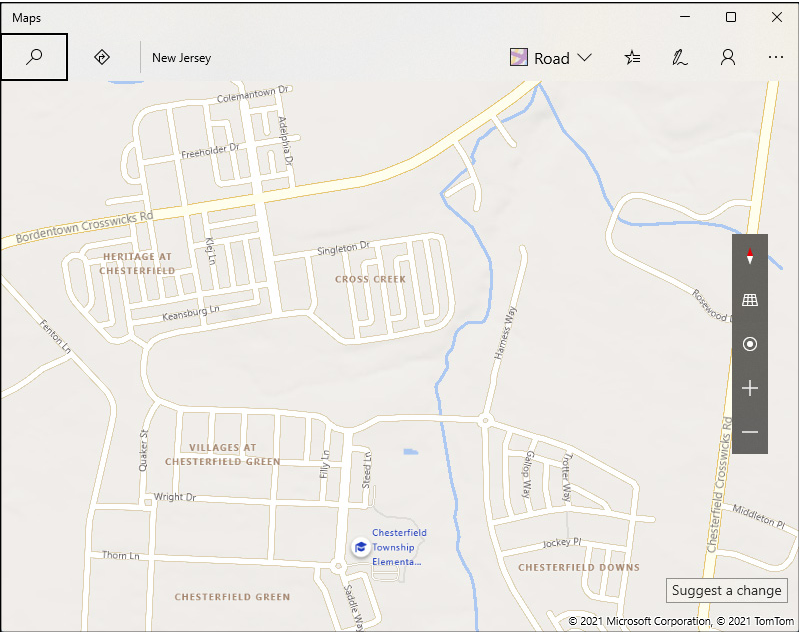 Maps
New Jersey
Road
Colemantown Dr
Adelphia Dr
Freeholder Dr
Bordentown Crosswicks Rd
Klej Ln
HERITAGE AT
CHESTERFIELD
Singleton Dr
CROSS CREEK
Keansburg Ln
Fenton Ln
Harness Way
Rosewood D
Quaker St
VILLAGES AT
CHESTERFIELD GREEN
Filly Ln
Steed Ln
Gallop Way
Trotter Way
Chesterfield Crosswicks Rd
Wright Dr
Middleton Pl
Chesterfield
Township
Elementa...
Jockey Pl
Thorn Ln
CHESTERFIELD DOWNS
CHESTERFIELD GREEN
Saddle Way
Suggest a change
© 2021 Microsoft Corporation, © 2021 TomTom